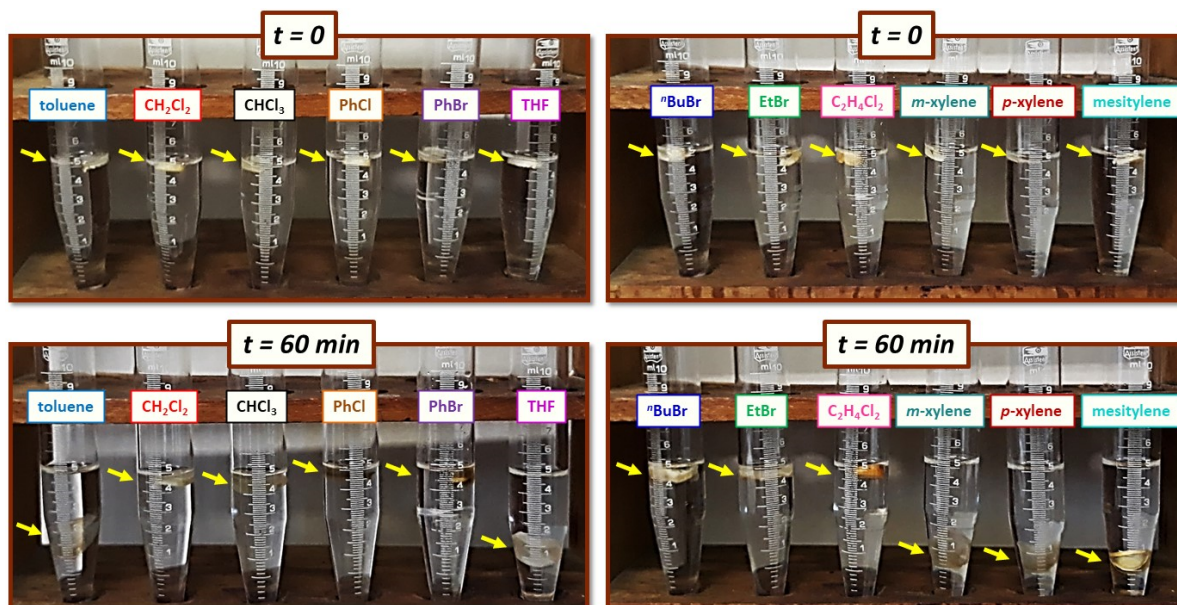 t = 0
toluene
CH₂Cl₂
CHCl₃
PhCl
PhBr
THF
t = 0
ⁿBuBr
EtBr
C₂H₄Cl₂
m-xylene
p-xylene
mesitylene
t = 60 min
toluene
CH₂Cl₂
CHCl₃
PhCl
PhBr
THF
t = 60 min
ⁿBuBr
EtBr
C₂H₄Cl₂
m-xylene
p-xylene
mesitylene